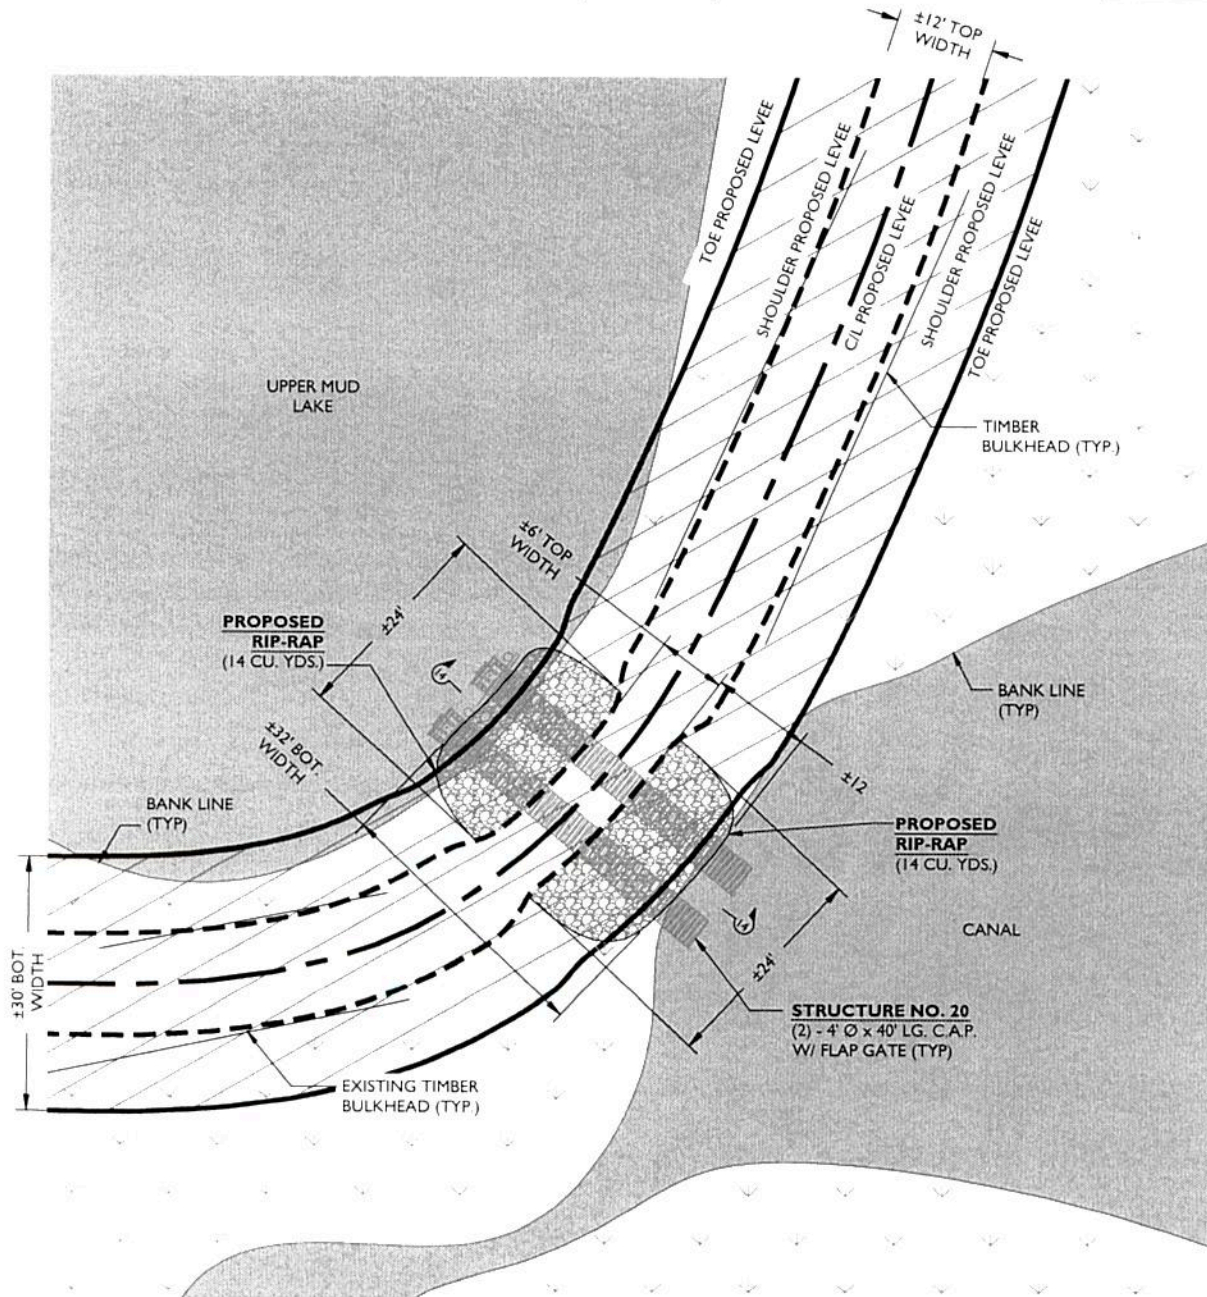 ±12' TOP
WIDTH
TOE PROPOSED LEVEE
SHOULDER PROPOSED LEVEE
C/L PROPOSED LEVEE
SHOULDER PROPOSED LEVEE
TOE PROPOSED LEVEE
UPPER MUD
LAKE
TIMBER
BULKHEAD (TYP.)
±6' TOP
WIDTH
±24'
PROPOSED
RIP-RAP
(14 CU. YDS.)
14
BANK LINE
(TYP)
±32' BOT.
WIDTH
±12
BANK LINE
(TYP)
PROPOSED
RIP-RAP
(14 CU. YDS.)
14
CANAL
±24'
±30' BOT.
WIDTH
STRUCTURE NO. 20
(2) - 4' Ø x 40' LG. C.A.P.
W/ FLAP GATE (TYP)
EXISTING TIMBER
BULKHEAD (TYP.)